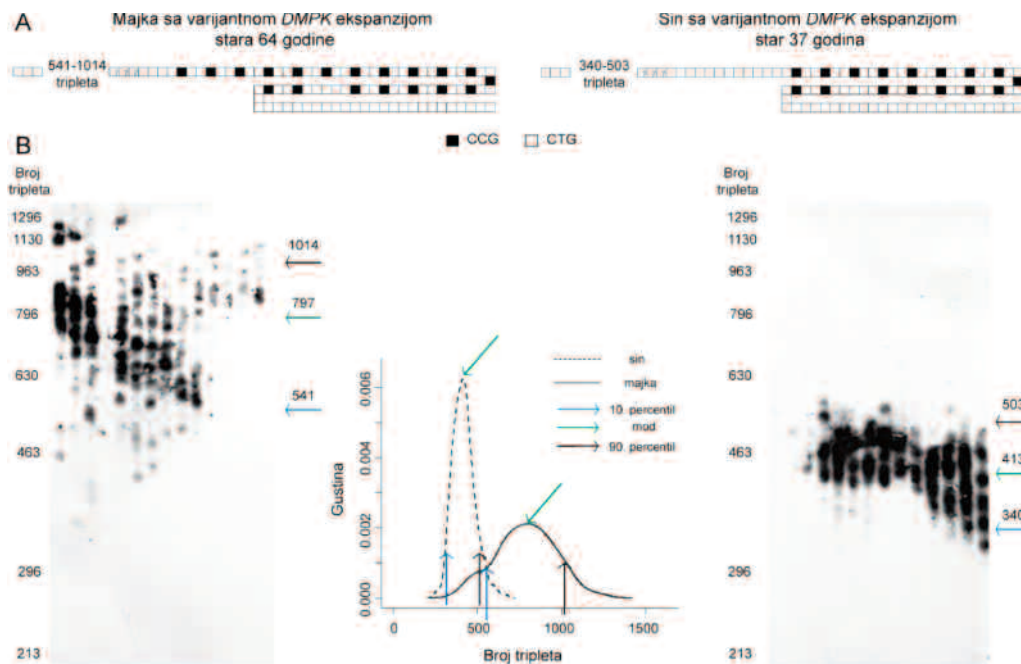 A
Majka sa varijantnom DMPK ekspanzijom
stara 64 godine
541-1014
tripleta
Sin sa varijantnom DMPK ekspanzijom
star 37 godina
340-503
tripleta
CCG
CTG
B
Broj
tripleta
1296
1130
963
796
630
463
296
213
1014
797
541
Gustina
0.000
0.002
0.004
0.006
0
500
1000
1500
Broj tripleta
sin
majka
10. percentil
mod
90. percentil
Broj
tripleta
1296
1130
963
796
630
463
296
213
503
413
340